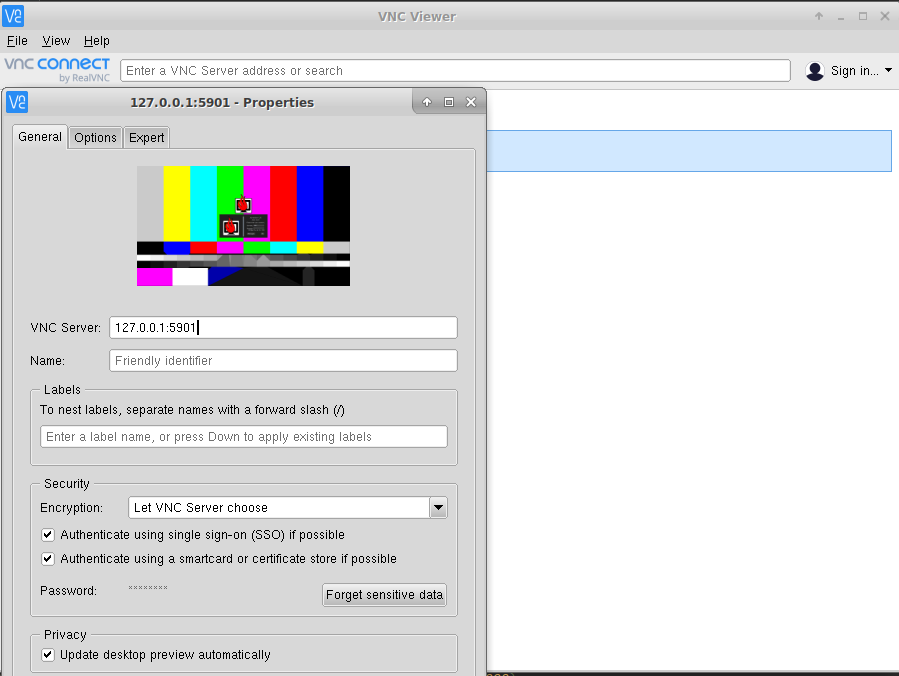 VNC Viewer
File View Help
vnc connect
by RealVNC
Enter a VNC Server address or search
Sign in...
127.0.0.1:5901 - Properties
General Options Expert
VNC Server: 127.0.0.1:5901
Name: Friendly identifier
Labels
To nest labels, separate names with a forward slash (/)
Enter a label name, or press Down to apply existing labels
Security
Encryption: Let VNC Server choose
Authenticate using single sign-on (SSO) if possible
Authenticate using a smartcard or certificate store if possible
Password: ********
Forget sensitive data
Privacy
Update desktop preview automatically